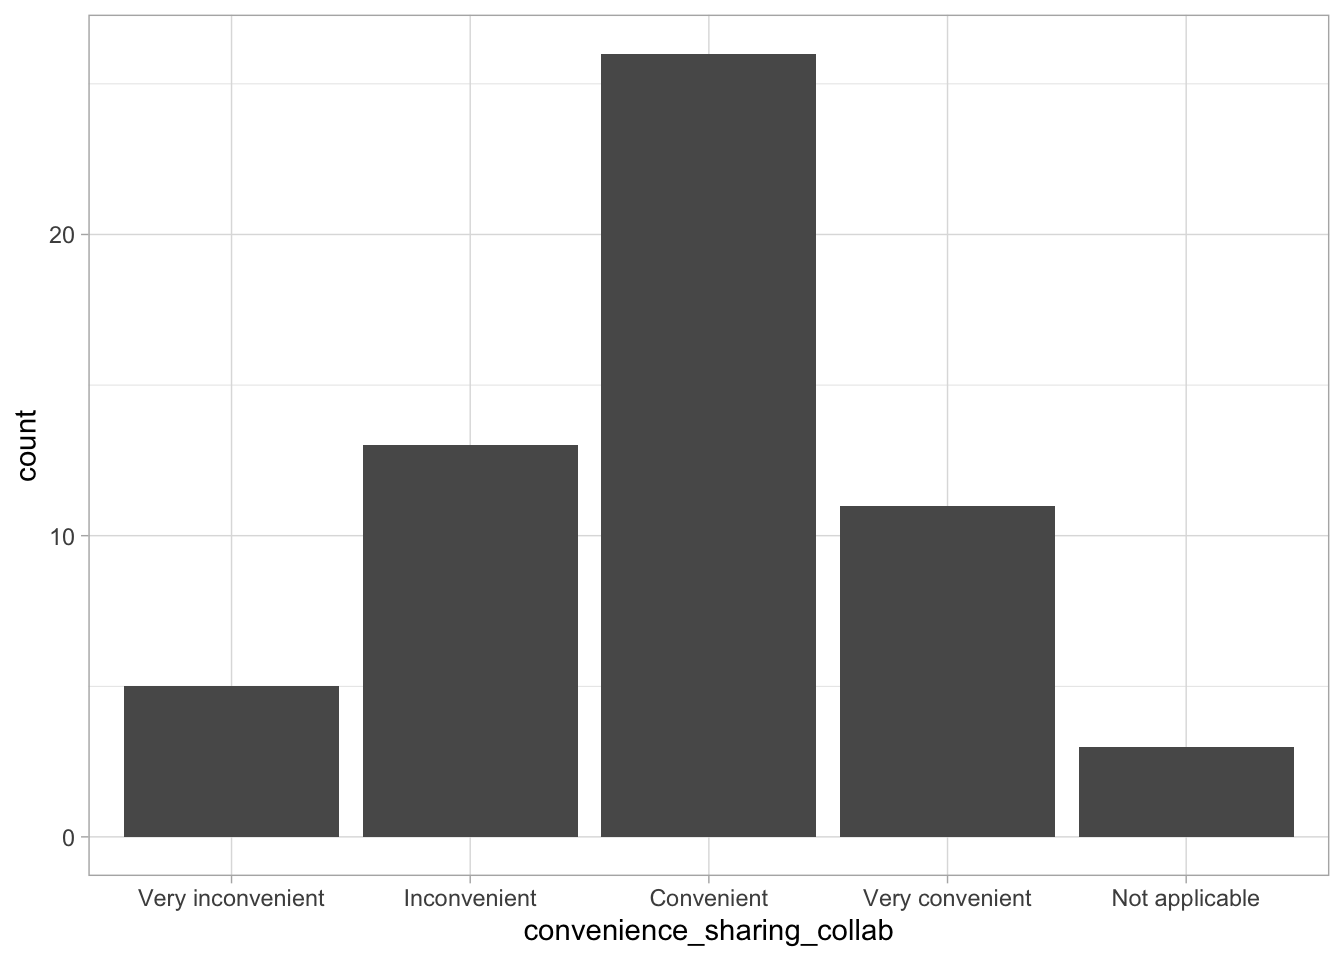 count
20
10
0
Very inconvenient Inconvenient Convenient Very convenient Not applicable
convenience_sharing_collab